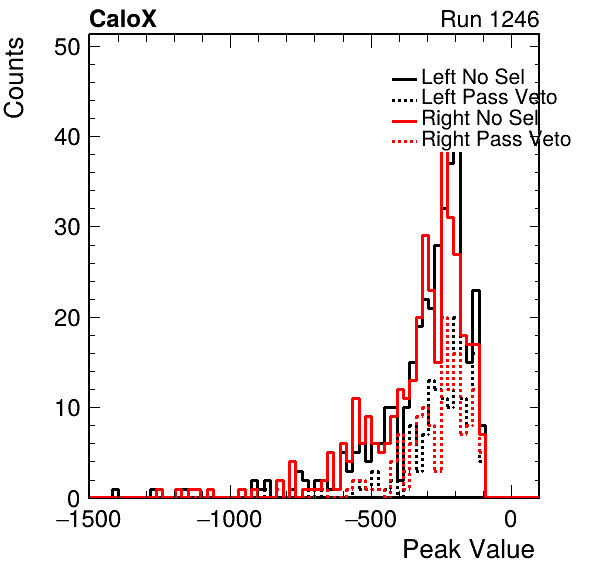 CaloX
Run 1246
Counts
50
40
30
20
10
0
Left No Sel
Left Pass Veto
Right No Sel
Right Pass Veto
−1500
−1000
−500
0
Peak Value